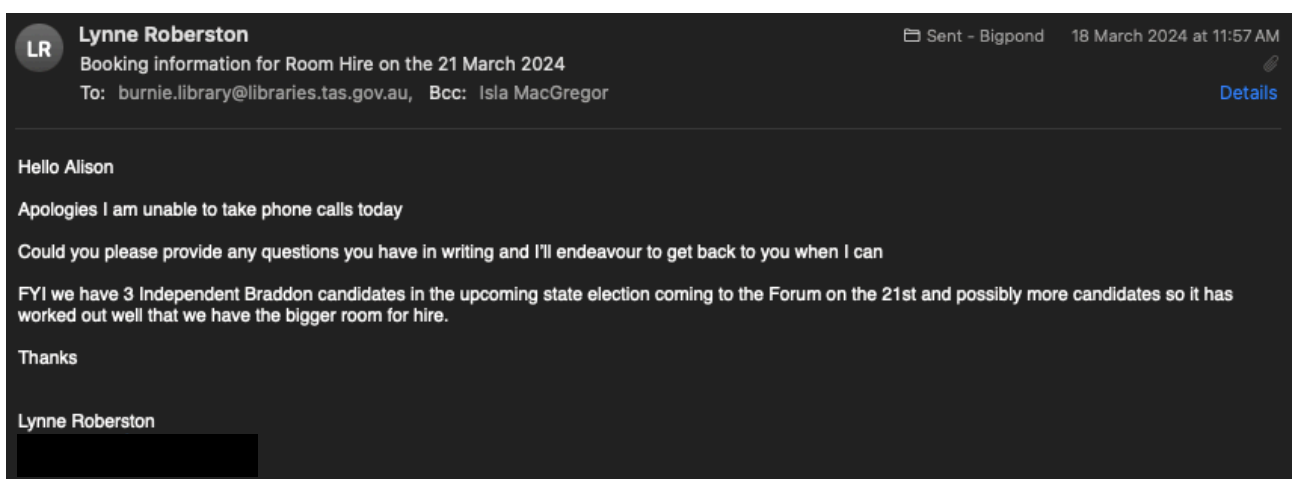 LR
Lynne Roberston
Sent - Bigpond 18 March 2024 at 11:57 AM
Booking information for Room Hire on the 21 March 2024
To: burnie.library@libraries.tas.gov.au, Bcc: Isla MacGregor
Details
Hello Alison
Apologies I am unable to take phone calls today
Could you please provide any questions you have in writing and I'll endeavour to get back to you when I can
FYI we have 3 Independent Braddon candidates in the upcoming state election coming to the Forum on the 21st and possibly more candidates so it has
worked out well that we have the bigger room for hire.
Thanks
Lynne Roberston